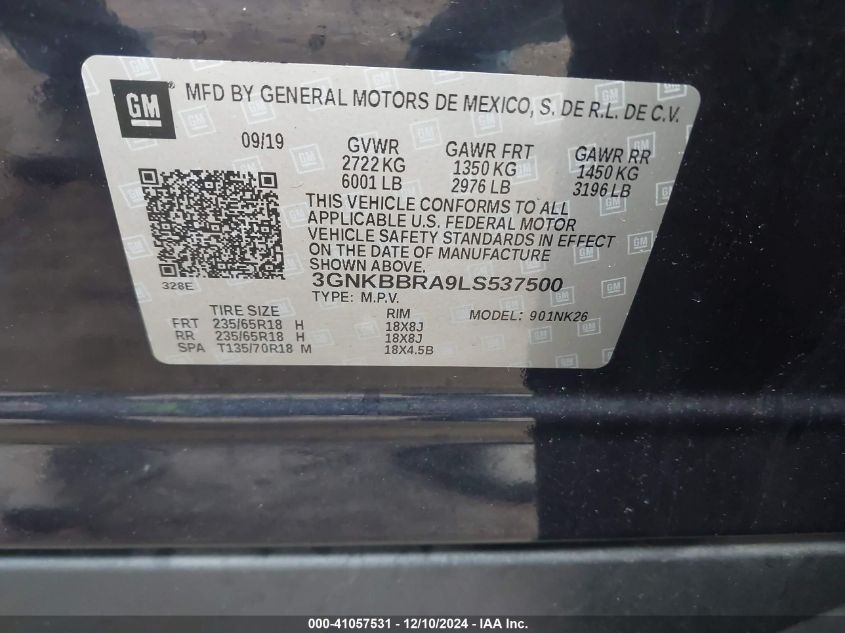 GM
MFD BY GENERAL MOTORS DE MEXICO, S. DE R.L. DE C.V.
09/19 GVWR GAWR FRT GAWR RR
2722 KG 1350 KG 1450 KG
6001 LB 2976 LB 3196 LB
THIS VEHICLE CONFORMS TO ALL
APPLICABLE U.S. FEDERAL MOTOR
VEHICLE SAFETY STANDARDS IN EFFECT
ON THE DATE OF MANUFACTURE
SHOWN ABOVE.
328E
3GNKBBRA9LS537500
TYPE: M.P.V. MODEL: 901NK26
TIRE SIZE RIM
FRT 235/65R18 H 18X8J
RR 235/65R18 H 18X8J
SPA T135/70R18 M 18X4.5B
000-41057531 - 12/10/2024 - IAA Inc.